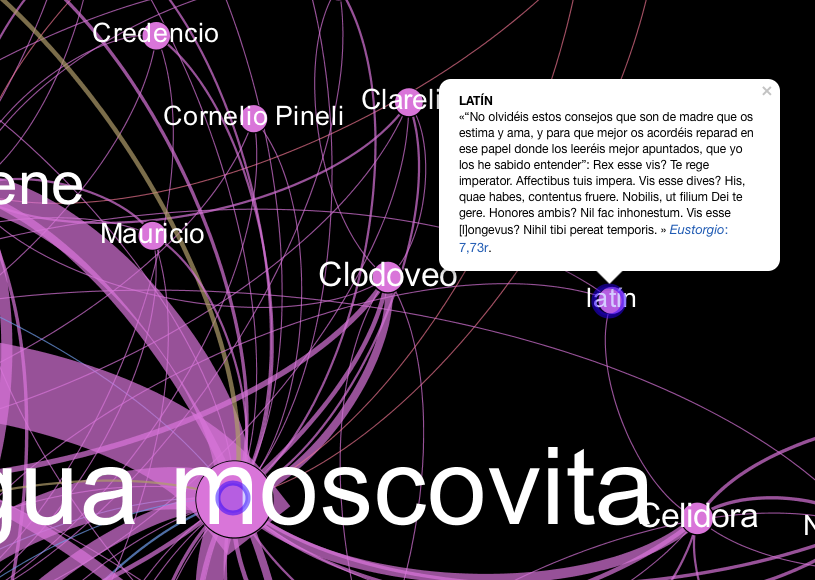 Credencio
Cornelio Pineli
Clareli
×
LATÍN
«“No olvidéis estos consejos que son de madre que os
estima y ama, y para que mejor os acordéis reparad en
ese papel donde los leeréis mejor apuntados, que yo
los he sabido entender”: Rex esse vis? Te rege
imperator. Affectibus tuis impera. Vis esse dives? His,
quae habes, contentus fruere. Nobilis, ut filium Dei te
gere. Honores ambis? Nil fac inhonestum. Vis esse
[l]ongevus? Nihil tibi pereat temporis. » Eustorgio:
7,73r.
ene
Mauricio
Clodoveo
latín
gua moscovita
Celidora
N